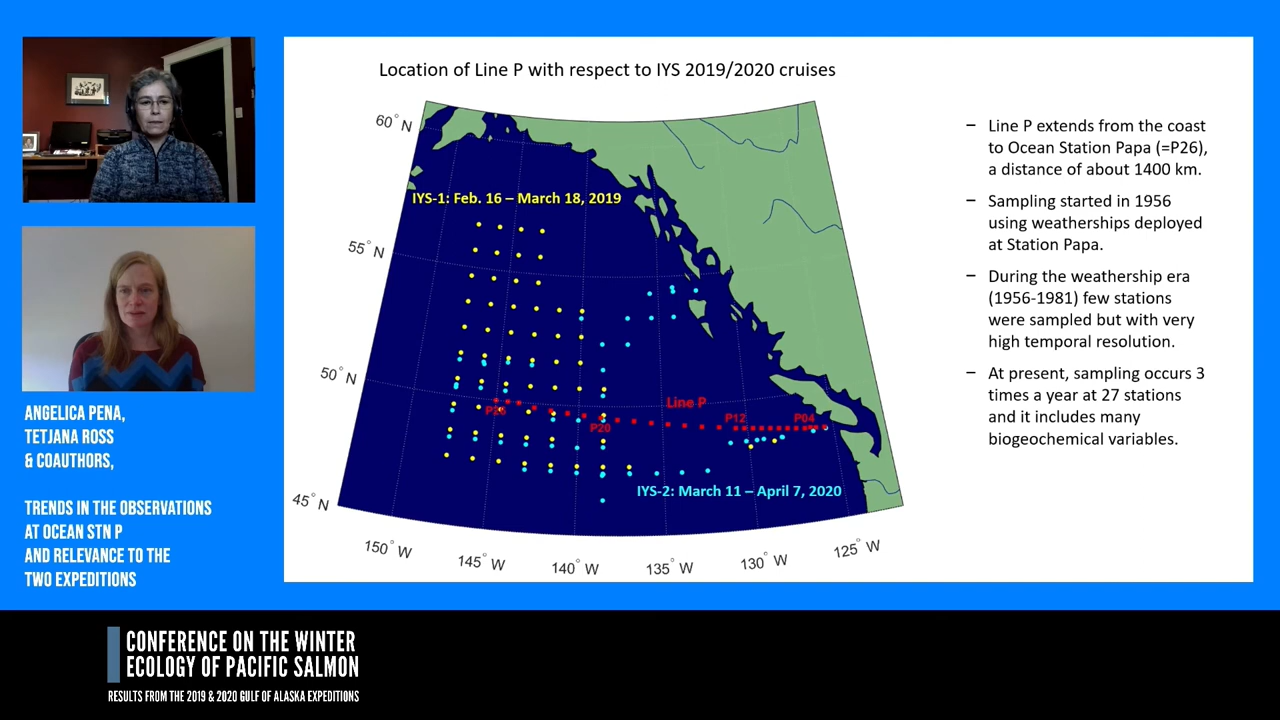 Location of Line P with respect to IYS 2019/2020 cruises
60° N
55° N
50° N
45° N
150° W
145° W
140° W
135° W
130° W
125° W
IYS-1: Feb. 16 – March 18, 2019
Line P
P26
P20
P12
P04
IYS-2: March 11 – April 7, 2020
– Line P extends from the coast
to Ocean Station Papa (=P26),
a distance of about 1400 km.
– Sampling started in 1956
using weatherships deployed
at Station Papa.
– During the weathership era
(1956-1981) few stations
were sampled but with very
high temporal resolution.
– At present, sampling occurs 3
times a year at 27 stations
and it includes many
biogeochemical variables.
ANGELICA PENA,
TETJANA ROSS
& COAUTHORS,
TRENDS IN THE OBSERVATIONS
AT OCEAN STN P
AND RELEVANCE TO THE
TWO EXPEDITIONS
CONFERENCE ON THE WINTER
ECOLOGY OF PACIFIC SALMON
RESULTS FROM THE 2019 & 2020 GULF OF ALASKA EXPEDITIONS